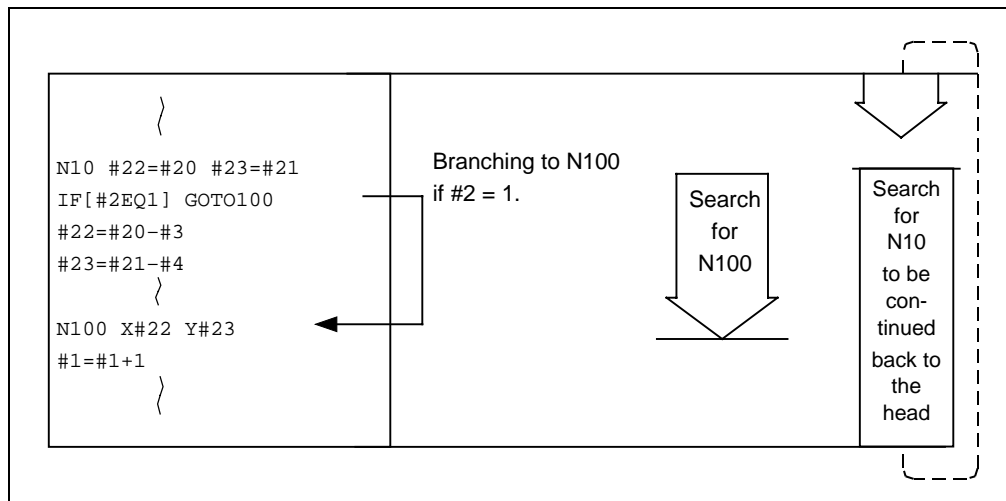 N10 #22=#20 #23=#21
IF[#2EQ1] GOTO100
#22=#20−#3
#23=#21−#4
N100 X#22 Y#23
#1=#1+1
Branching to N100
if #2 = 1.
Search
for
N100
Search
for
N10
to be
con-
tinued
back to
the
head